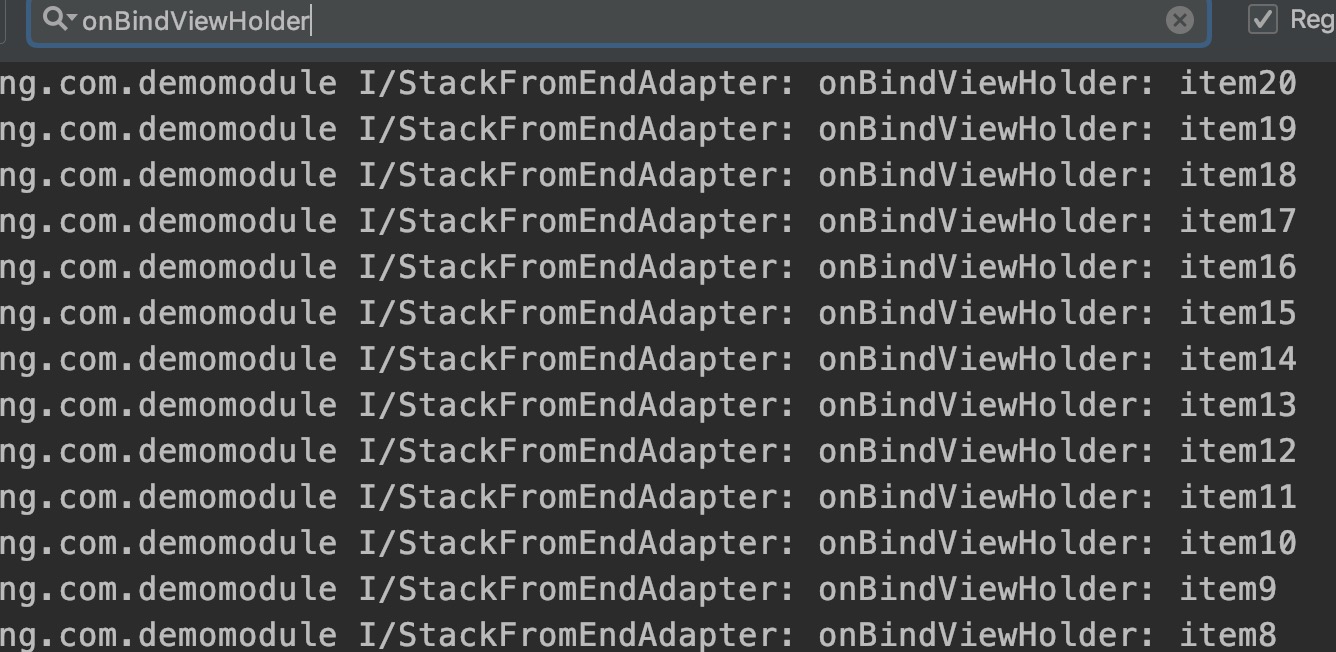 onBindViewHolder
Reg
ng.com.demomodule I/StackFromEndAdapter: onBindViewHolder: item20
ng.com.demomodule I/StackFromEndAdapter: onBindViewHolder: item19
ng.com.demomodule I/StackFromEndAdapter: onBindViewHolder: item18
ng.com.demomodule I/StackFromEndAdapter: onBindViewHolder: item17
ng.com.demomodule I/StackFromEndAdapter: onBindViewHolder: item16
ng.com.demomodule I/StackFromEndAdapter: onBindViewHolder: item15
ng.com.demomodule I/StackFromEndAdapter: onBindViewHolder: item14
ng.com.demomodule I/StackFromEndAdapter: onBindViewHolder: item13
ng.com.demomodule I/StackFromEndAdapter: onBindViewHolder: item12
ng.com.demomodule I/StackFromEndAdapter: onBindViewHolder: item11
ng.com.demomodule I/StackFromEndAdapter: onBindViewHolder: item10
ng.com.demomodule I/StackFromEndAdapter: onBindViewHolder: item9
ng.com.demomodule I/StackFromEndAdapter: onBindViewHolder: item8